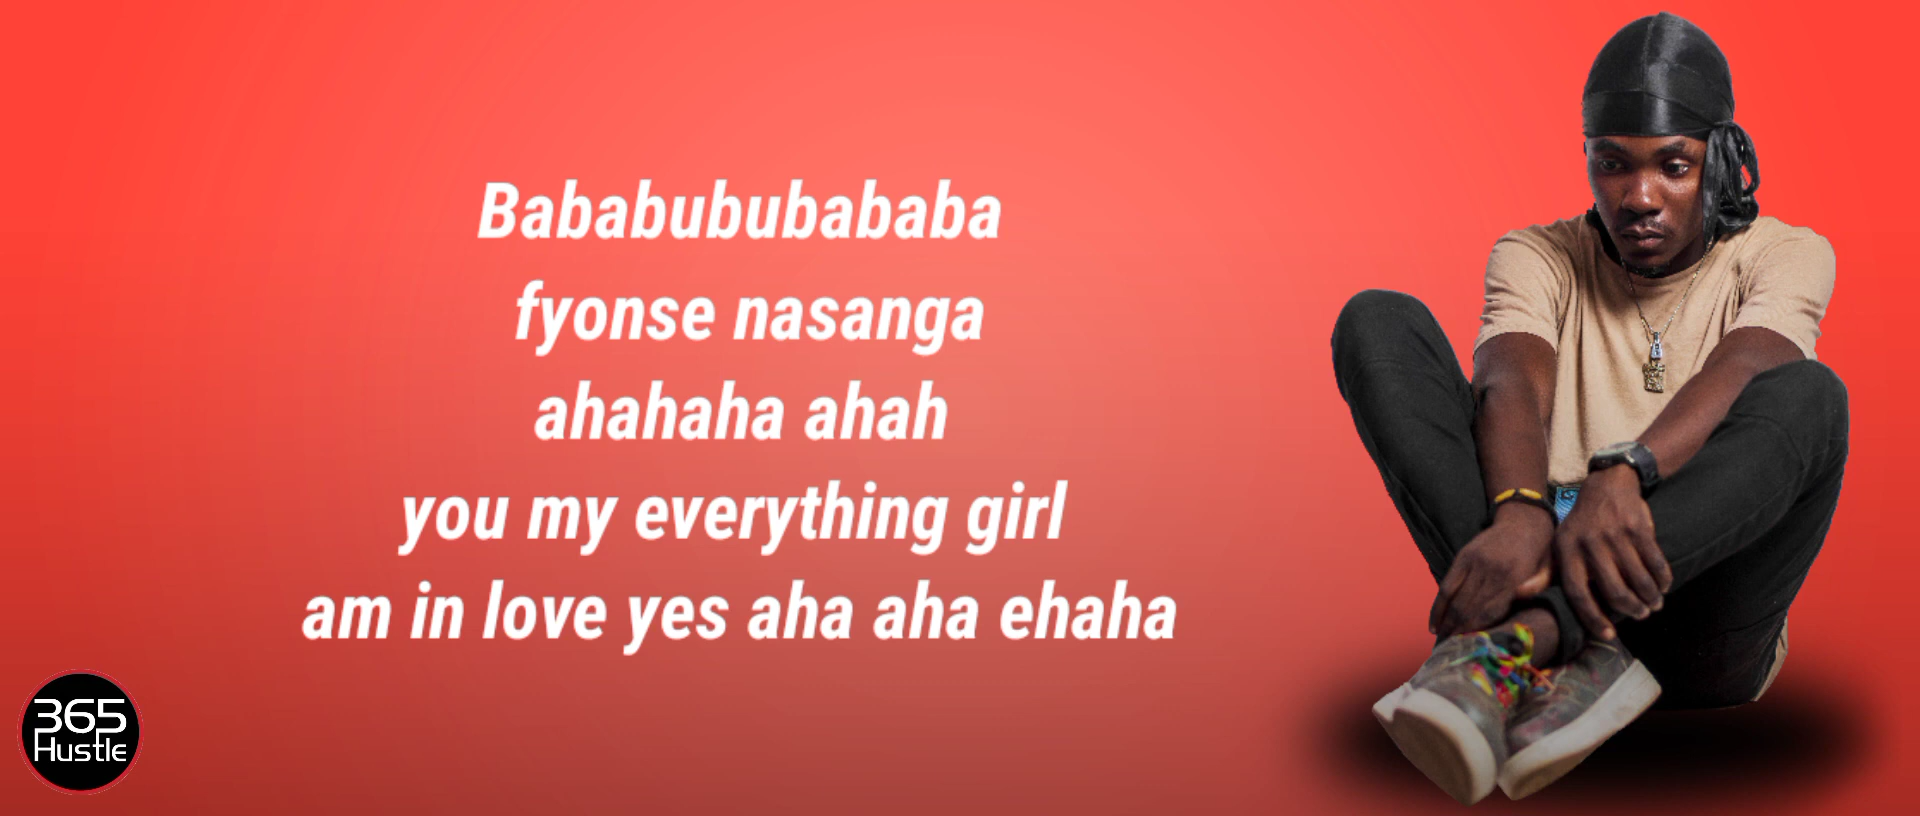 Bababububababa
fyonse nasanga
ahahaha ahah
you my everything girl
am in love yes aha aha ehaha
365
Hustle